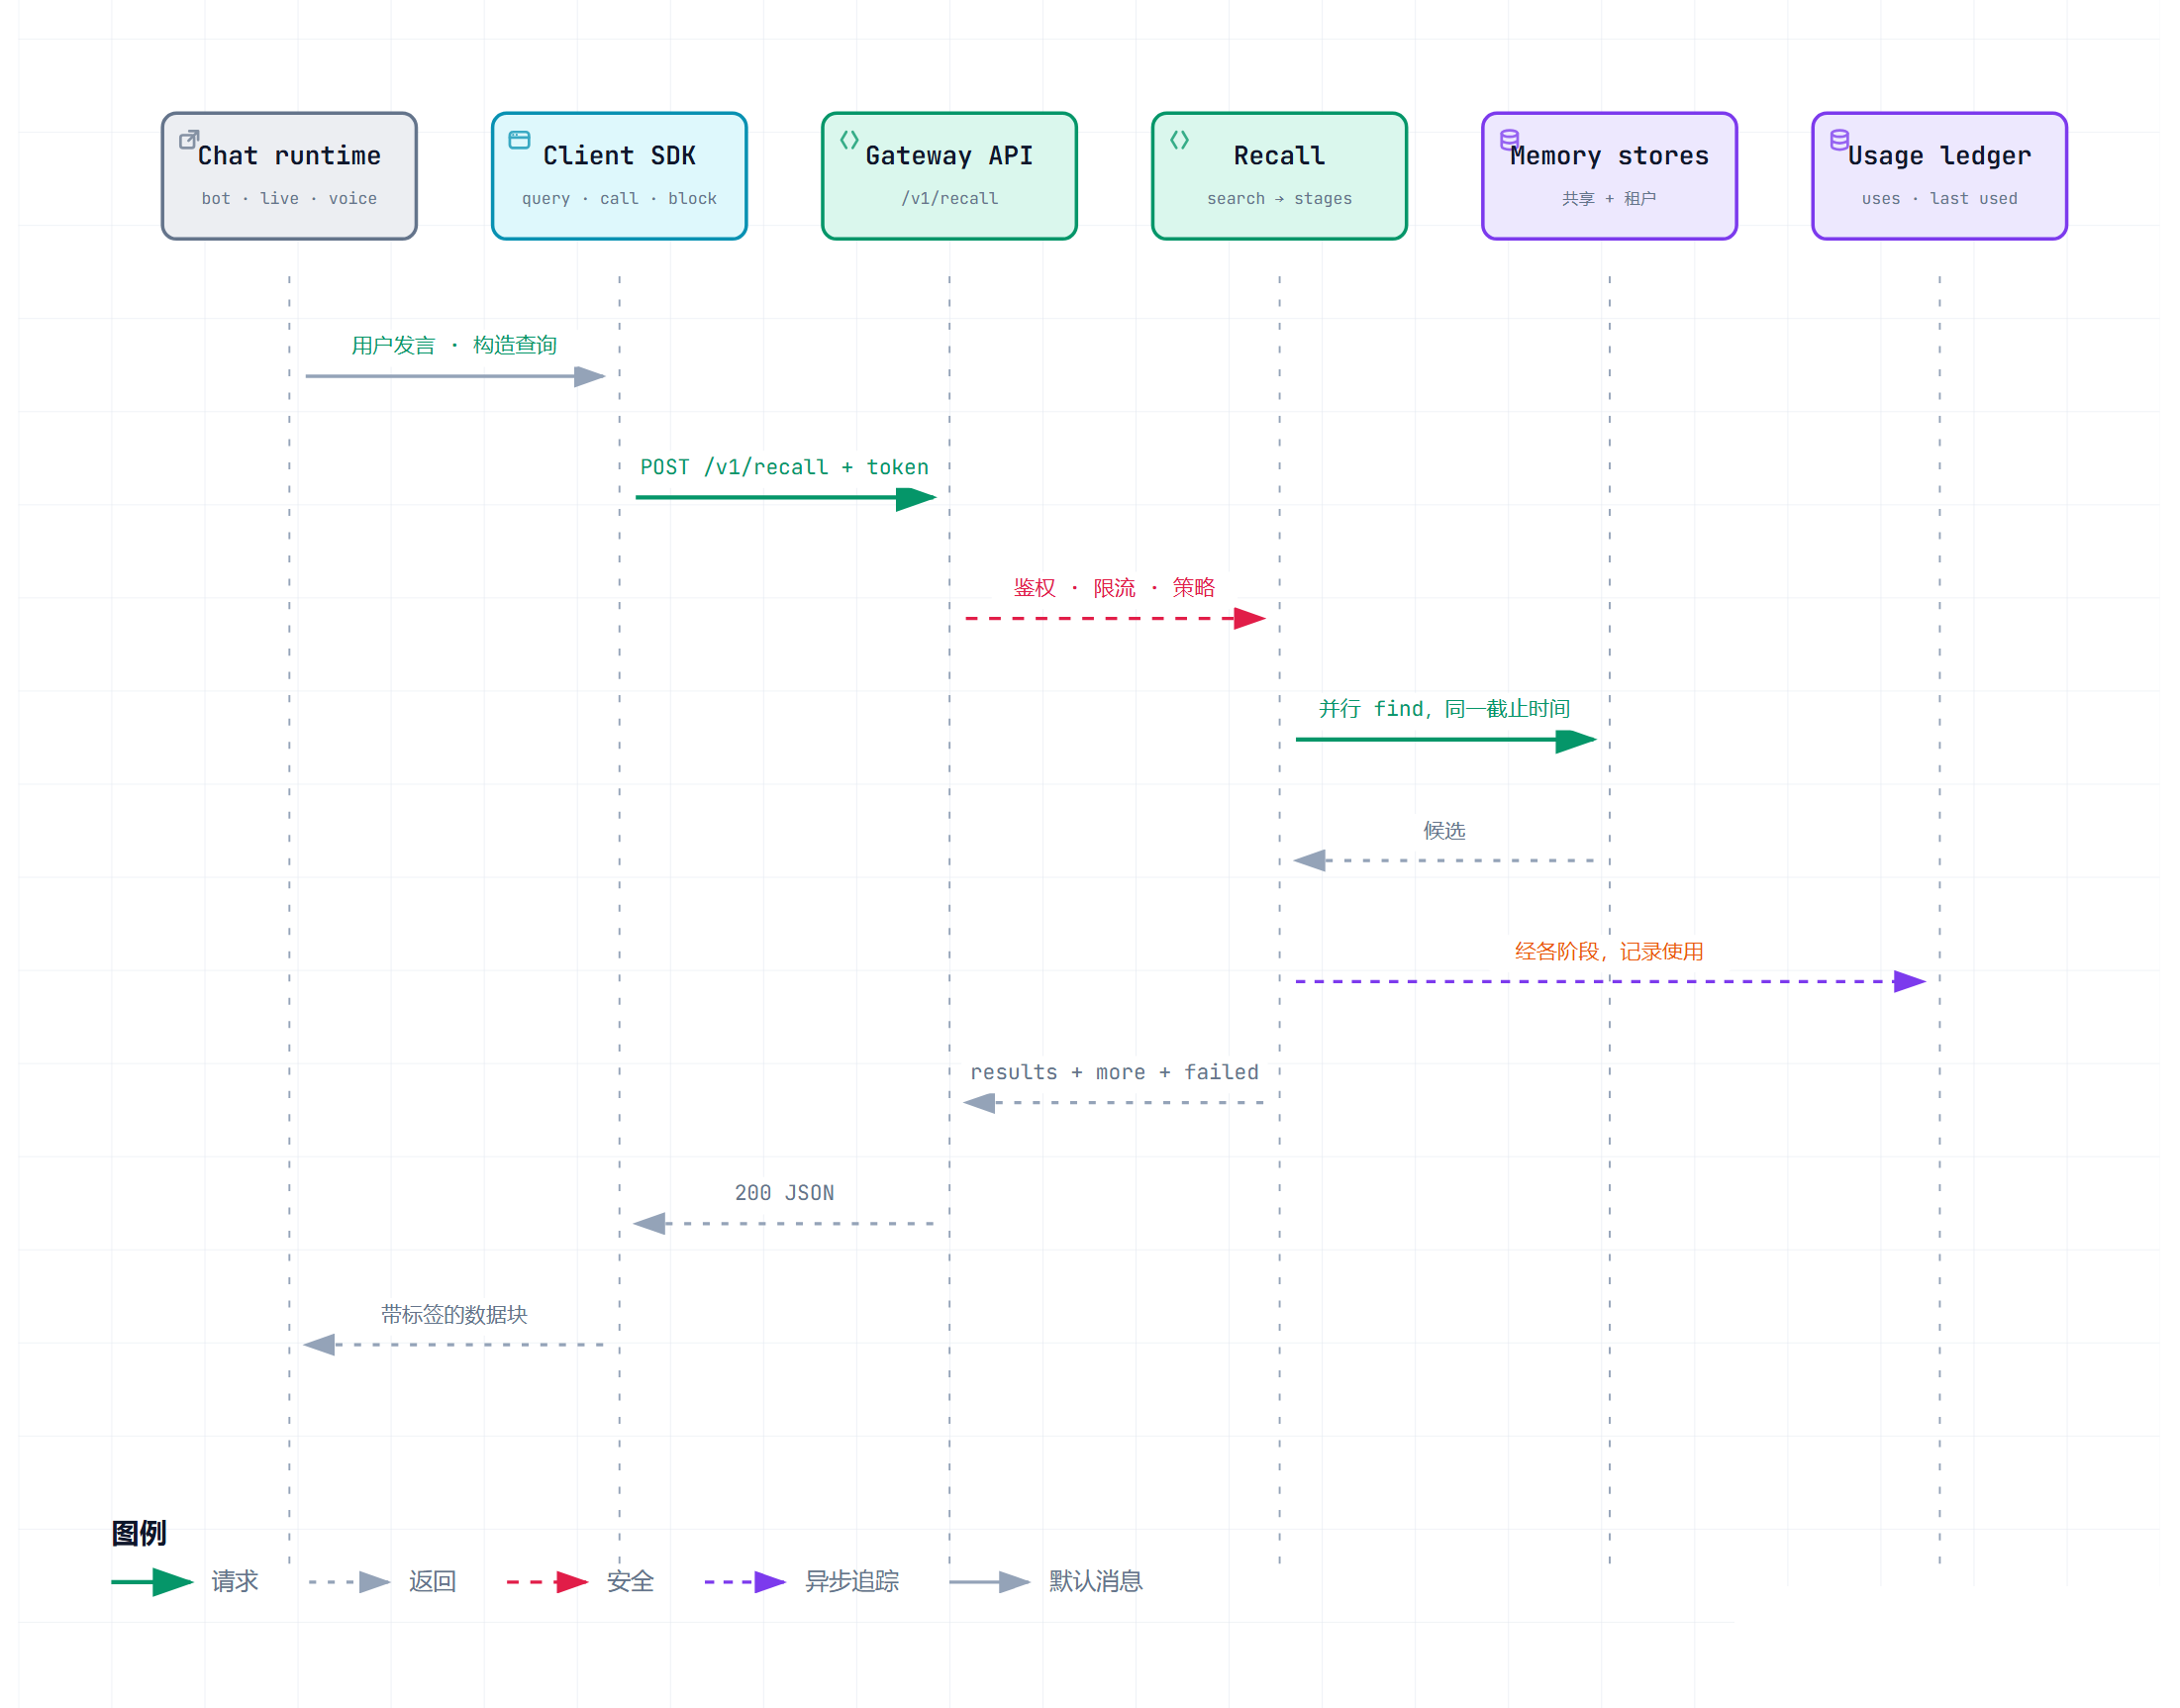 Chat runtime
bot · live · voice
Client SDK
query · call · block
Gateway API
/v1/recall
Recall
search → stages
Memory stores
共享 + 租户
Usage ledger
uses · last used
用户发言 · 构造查询
POST /v1/recall + token
鉴权 · 限流 · 策略
并行 find, 同一截止时间
候选
经各阶段, 记录使用
results + more + failed
200 JSON
带标签的数据块
图例
请求
返回
安全
异步追踪
默认消息